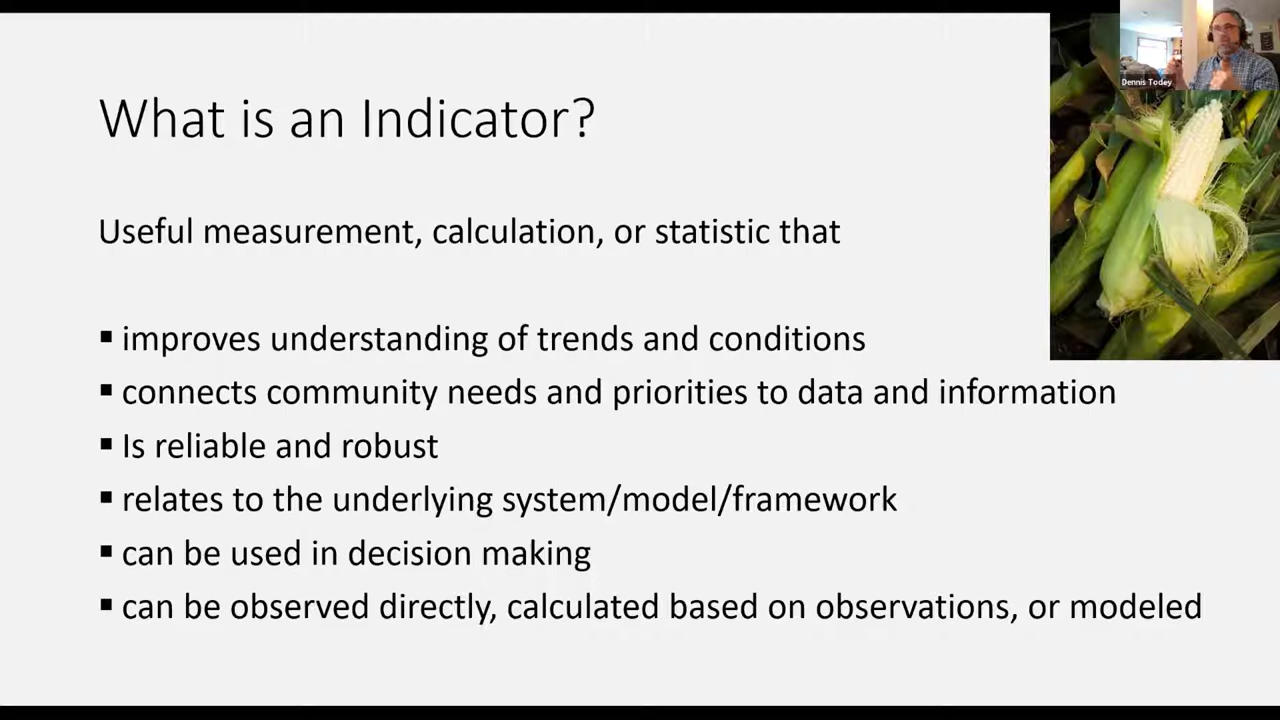 Dennis Todey
What is an Indicator?
Useful measurement, calculation, or statistic that
▪ improves understanding of trends and conditions
▪ connects community needs and priorities to data and information
▪ Is reliable and robust
▪ relates to the underlying system/model/framework
▪ can be used in decision making
▪ can be observed directly, calculated based on observations, or modeled